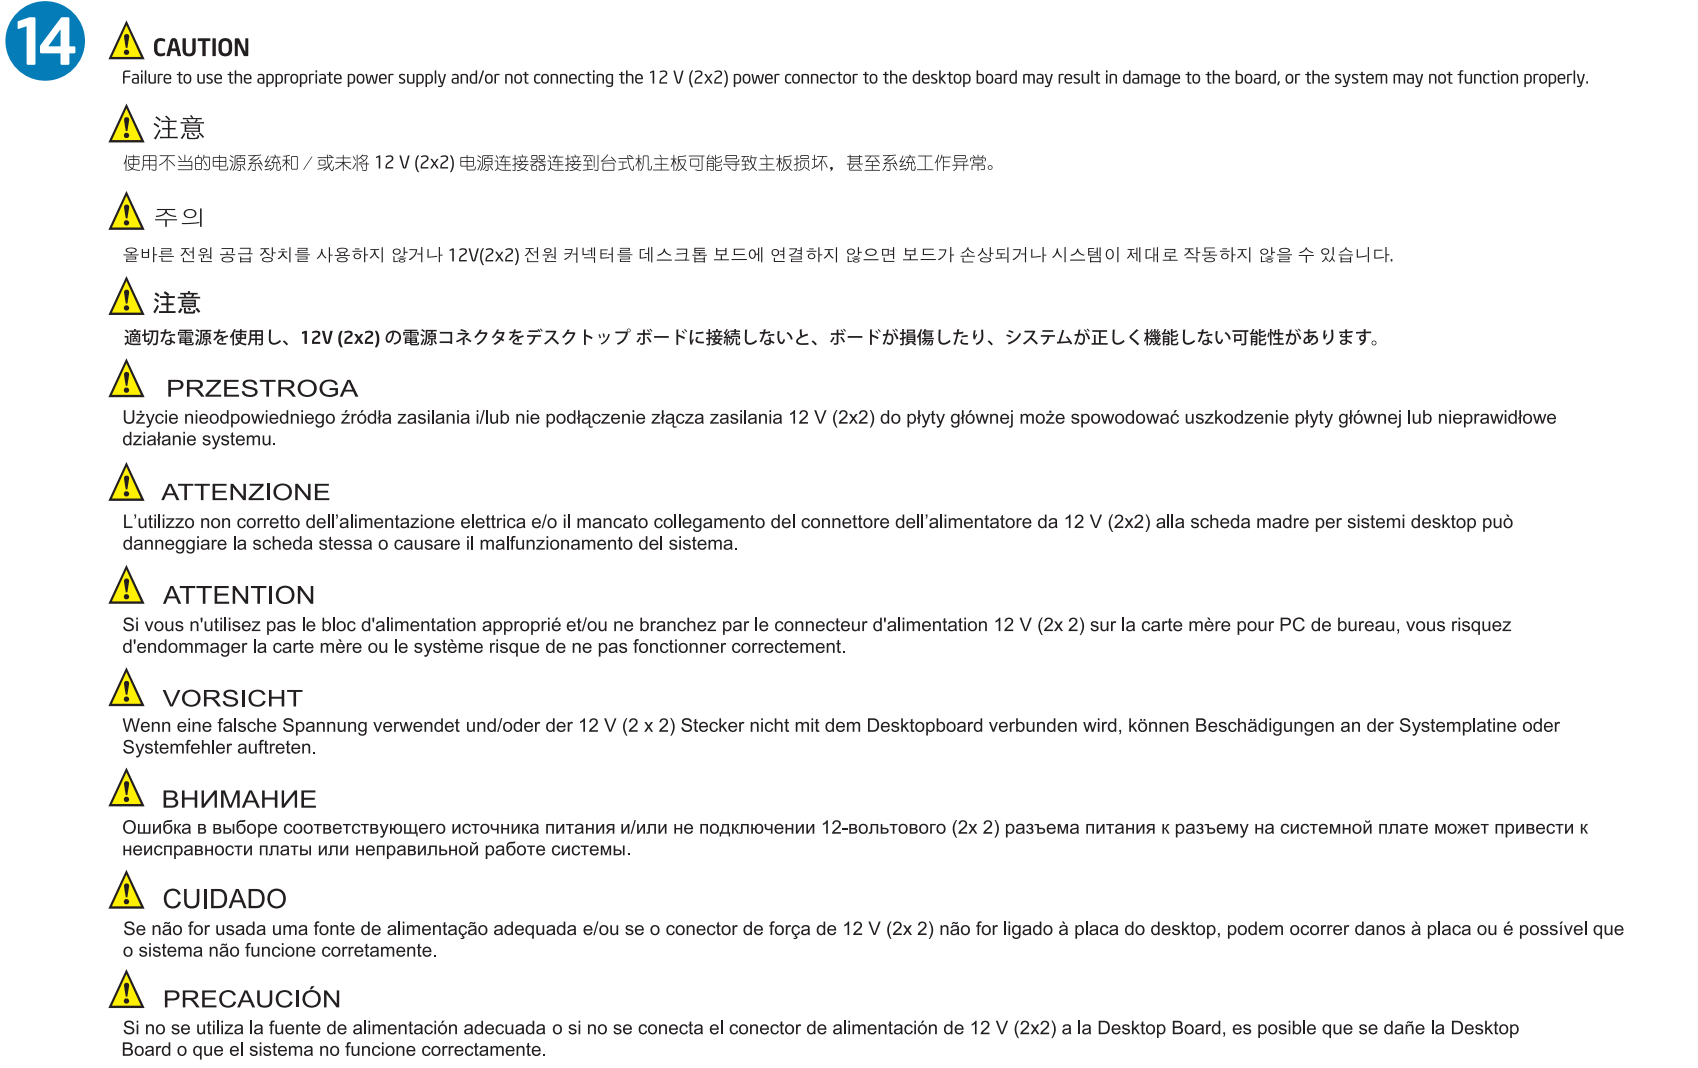 14
CAUTION
Failure to use the appropriate power supply and/or not connecting the 12 V (2x2) power connector to the desktop board may result in damage to the board, or the system may not function properly.
注意
使用不当的电源系统和 / 或未将 12 V (2x2) 电源连接器连接到台式机主板可能导致主板损坏，甚至系统工作异常。
주의
올바른 전원 공급 장치를 사용하지 않거나 12V(2x2) 전원 커넥터를 데스크톱 보드에 연결하지 않으면 보드가 손상되거나 시스템이 제대로 작동하지 않을 수 있습니다.
注意
適切な電源を使用し、12V (2x2) の電源コネクタをデスクトップ ボードに接続しないと、ボードが損傷したり、システムが正しく機能しない可能性があります。
PRZESTROGA
Użycie nieodpowiedniego źródła zasilania i/lub nie podłączenie złącza zasilania 12 V (2x2) do płyty głównej może spowodować uszkodzenie płyty głównej lub nieprawidłowe
działanie systemu.
ATTENZIONE
L’utilizzo non corretto dell’alimentazione elettrica e/o il mancato collegamento del connettore dell’alimentatore da 12 V (2x2) alla scheda madre per sistemi desktop può
danneggiare la scheda stessa o causare il malfunzionamento del sistema.
ATTENTION
Si vous n'utilisez pas le bloc d'alimentation approprié et/ou ne branchez par le connecteur d'alimentation 12 V (2x 2) sur la carte mère pour PC de bureau, vous risquez
d'endommager la carte mère ou le système risque de ne pas fonctionner correctement.
VORSICHT
Wenn eine falsche Spannung verwendet und/oder der 12 V (2 x 2) Stecker nicht mit dem Desktopboard verbunden wird, können Beschädigungen an der Systemplatine oder
Systemfehler auftreten.
ВНИМАНИЕ
Ошибка в выборе соответствующего источника питания и/или не подключении 12-вольтового (2x 2) разъема питания к разъему на системной плате может привести к
неисправности платы или неправильной работе системы.
CUIDADO
Se não for usada uma fonte de alimentação adequada e/ou se o conector de força de 12 V (2x 2) não for ligado à placa do desktop, podem ocorrer danos à placa ou é possível que
o sistema não funcione corretamente.
PRECAUCIÓN
Si no se utiliza la fuente de alimentación adecuada o si no se conecta el conector de alimentación de 12 V (2x2) a la Desktop Board, es posible que se dañe la Desktop
Board o que el sistema no funcione correctamente.